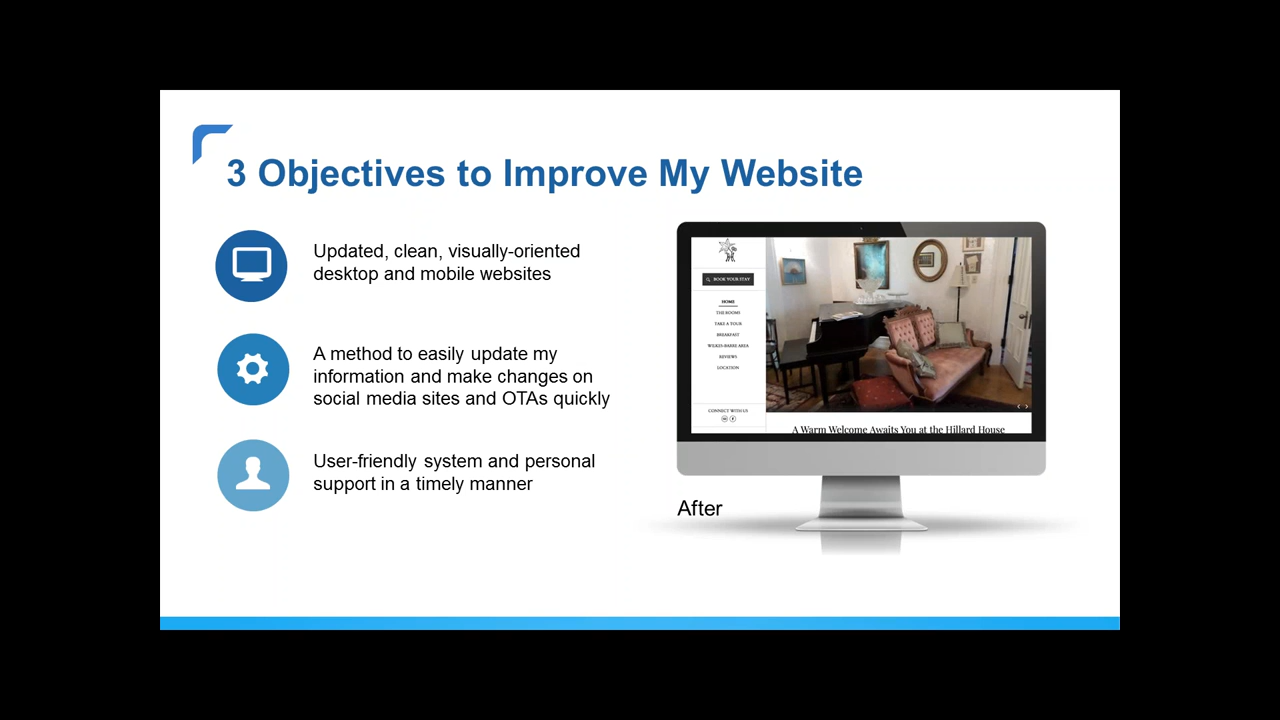 3 Objectives to Improve My Website
Updated, clean, visually-oriented
desktop and mobile websites
A method to easily update my
information and make changes on
social media sites and OTAs quickly
User-friendly system and personal
support in a timely manner
BOOK YOUR STAY
HOME
THE ROOMS
TAKE A TOUR
BREAKFAST
WILKES-BARRE AREA
REVIEWS
LOCATION
CONNECT WITH US
A Warm Welcome Awaits You at the Hillard House
After